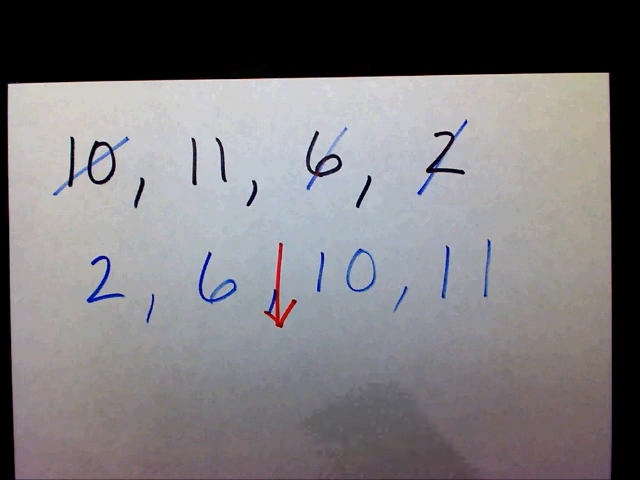 10, 11, 6, 2
2, 6, 10, 11